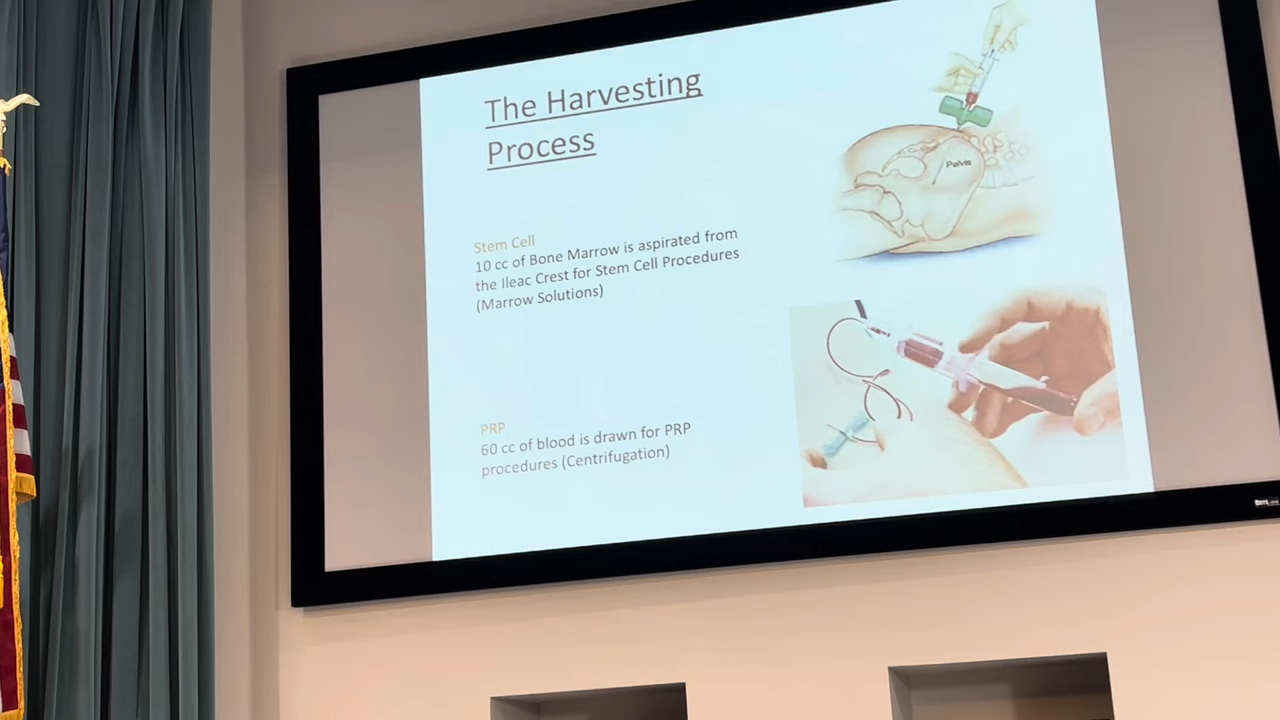 The Harvesting
Process
Stem Cell
10 cc of Bone Marrow is aspirated from
the Ileac Crest for Stem Cell Procedures
(Marrow Solutions)
PRP
60 cc of blood is drawn for PRP
procedures (Centrifugation)
Pelvis